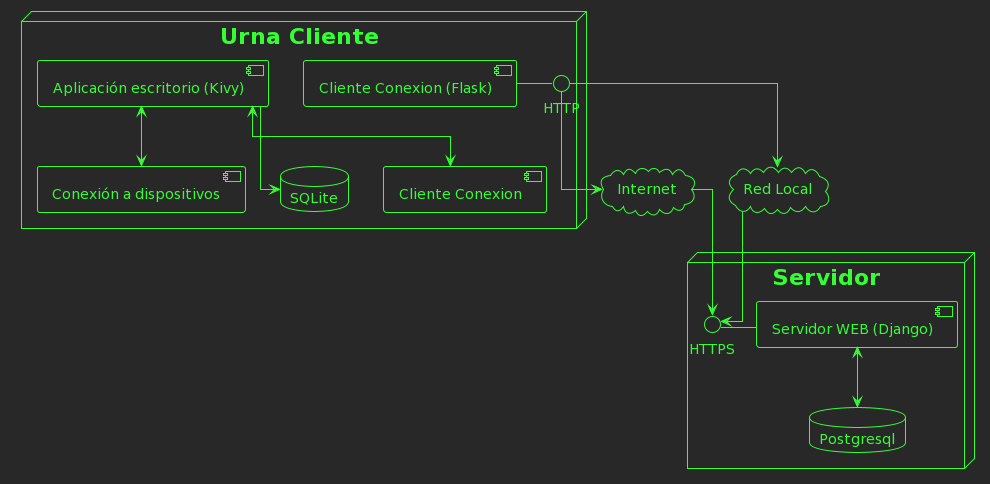 Urna Cliente
Aplicación escritorio (Kivy)
Cliente Conexion (Flask)
HTTP
Conexión a dispositivos
SQLite
Cliente Conexion
Internet
Red Local
Servidor
Servidor WEB (Django)
HTTPS
Postgresql